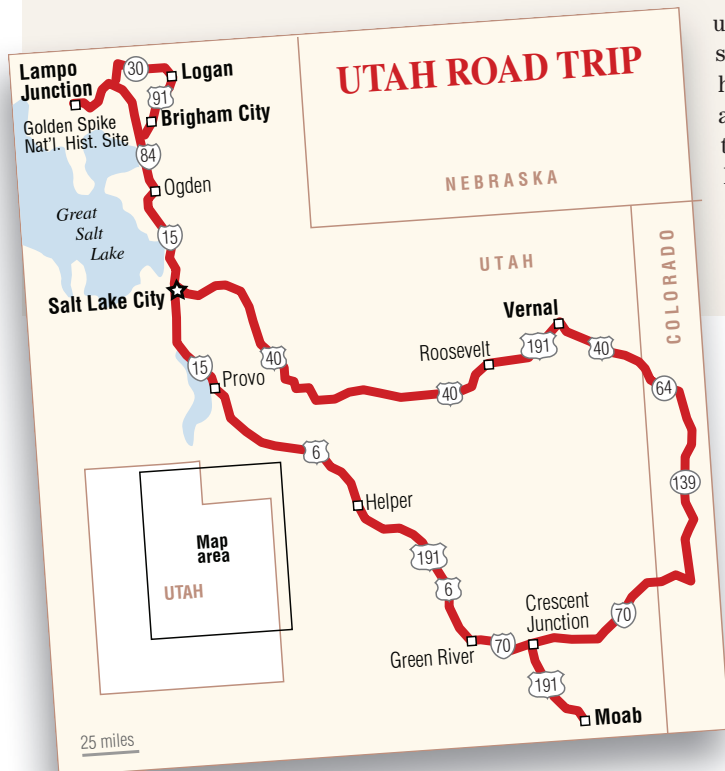 UTAH ROAD TRIP
Lampo
Junction
30
Logan
91
Golden Spike
Nat'l. Hist. Site
Brigham City
84
Ogden
NEBRASKA
Great
Salt
Lake
15
UTAH
COLORADO
Salt Lake City
Vernal
Roosevelt
191
40
15
Provo
40
40
64
6
139
Helper
Map
area
UTAH
191
6
Crescent
Junction
70
Green River
70
191
Moab
25 miles